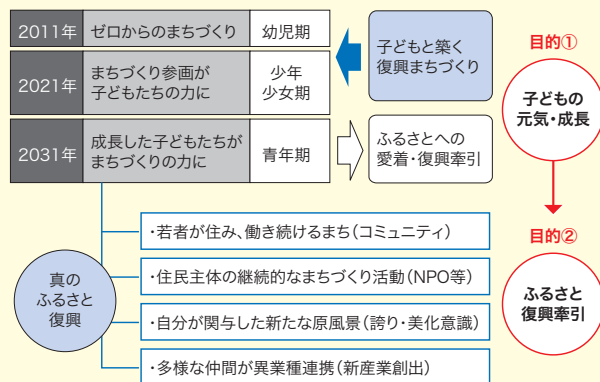 2011年 ゼロからのまちづくり 幼児期
2021年 まちづくり参画が
子どもたちの力に
少年
少女期
2031年 成長した子どもたちが
まちづくりの力に
青年期
子どもと築く
復興まちづくり
ふるさとへの
愛着・復興牽引
目的①
子どもの
元気・成長
目的②
ふるさと
復興牽引
真の
ふるさと
復興
・若者が住み、働き続けるまち(コミュニティ)
・住民主体の継続的なまちづくり活動(NPO等)
・自分が関与した新たな原風景(誇り・美化意識)
・多様な仲間が異業種連携(新産業創出)